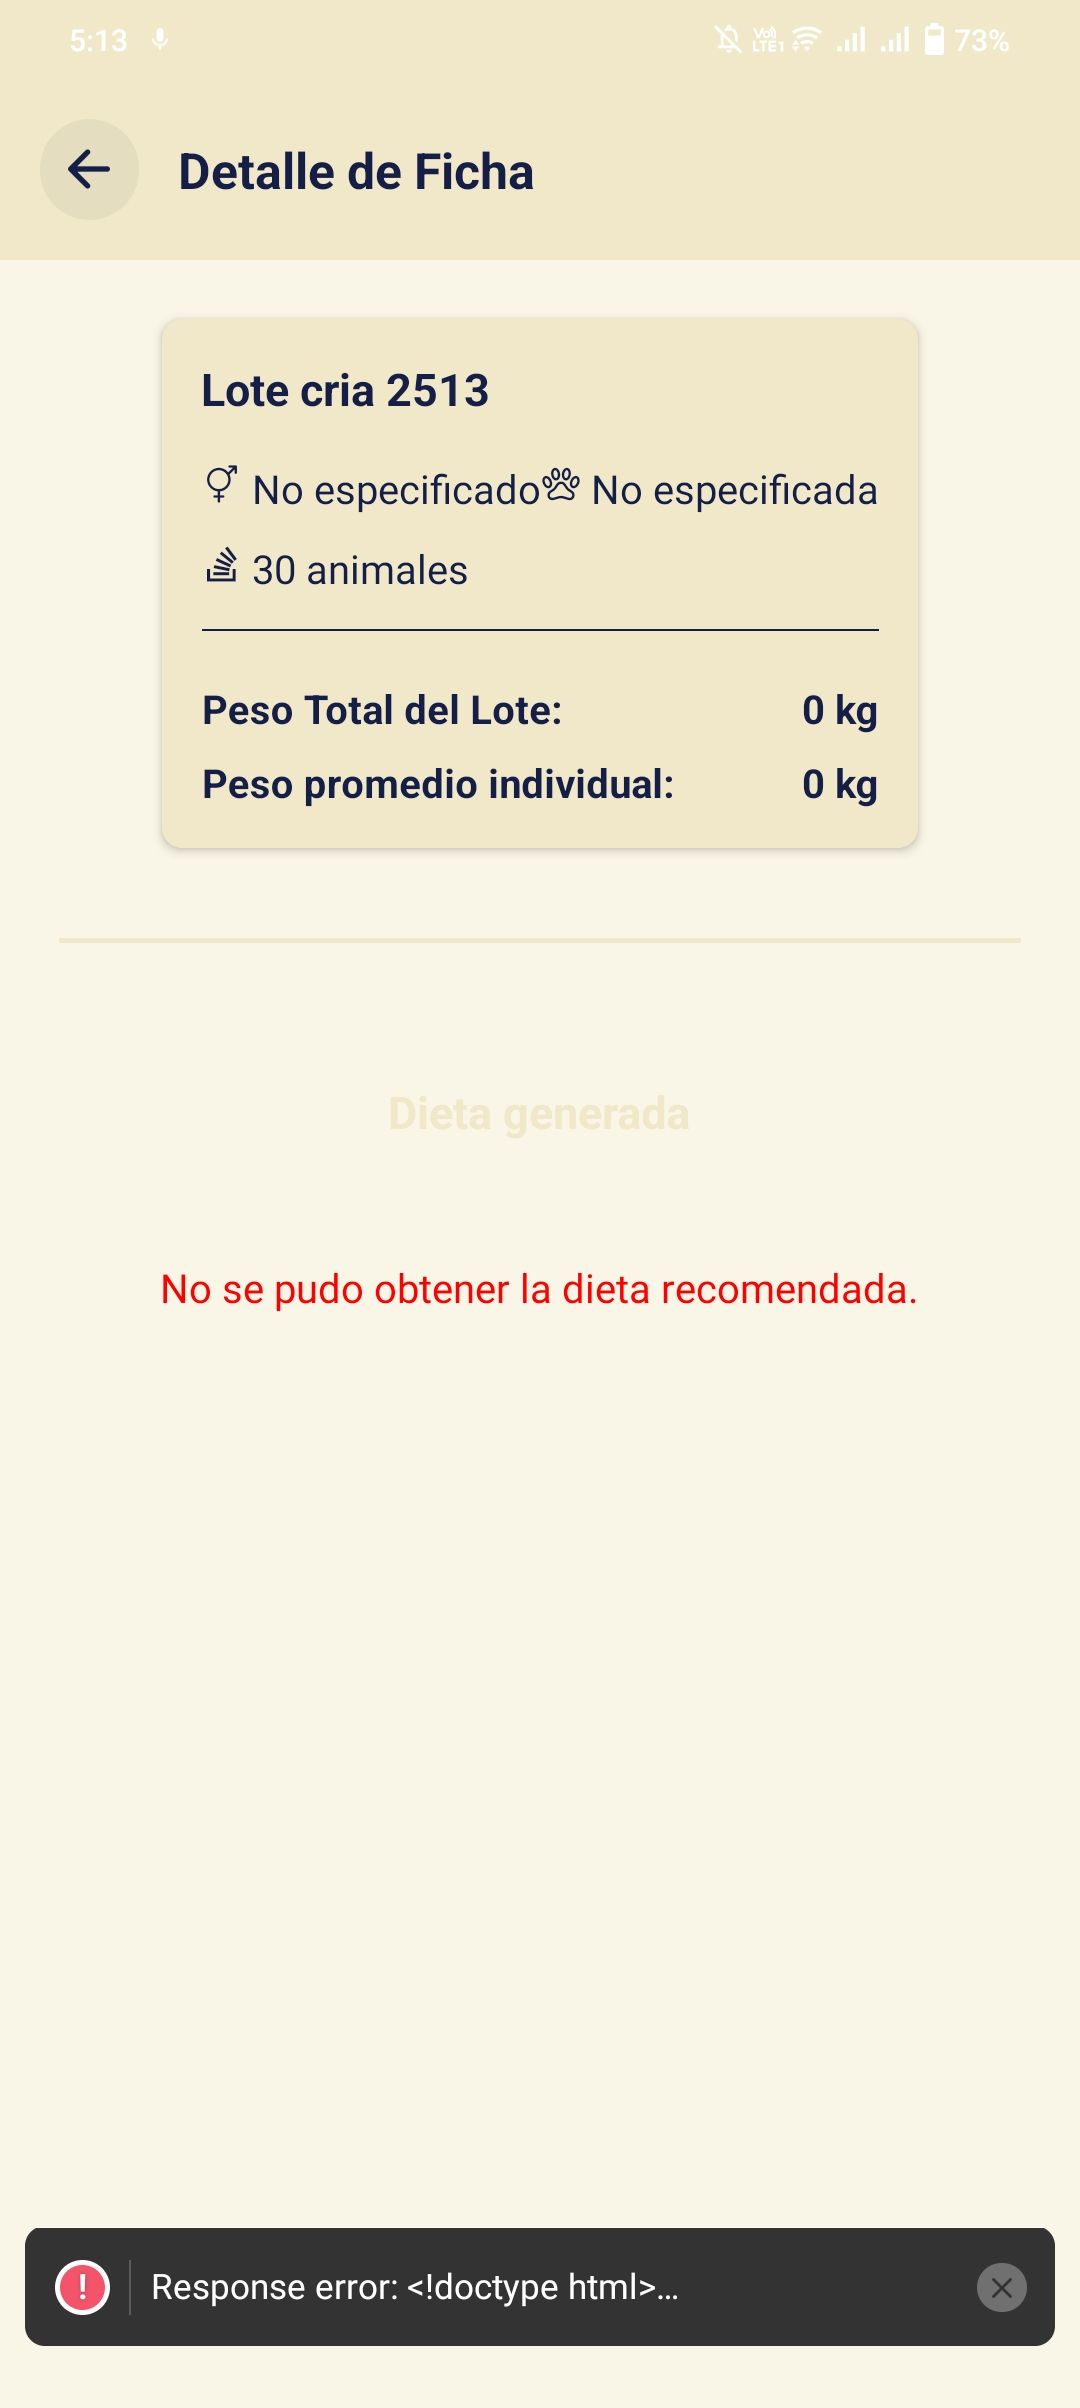 5:13
Vo) LTE1 73%
Detalle de Ficha
Lote cria 2513
No especificado No especificada
30 animales
Peso Total del Lote: 0 kg
Peso promedio individual: 0 kg
Dieta generada
No se pudo obtener la dieta recomendada.
! Response error: <!doctype html>...